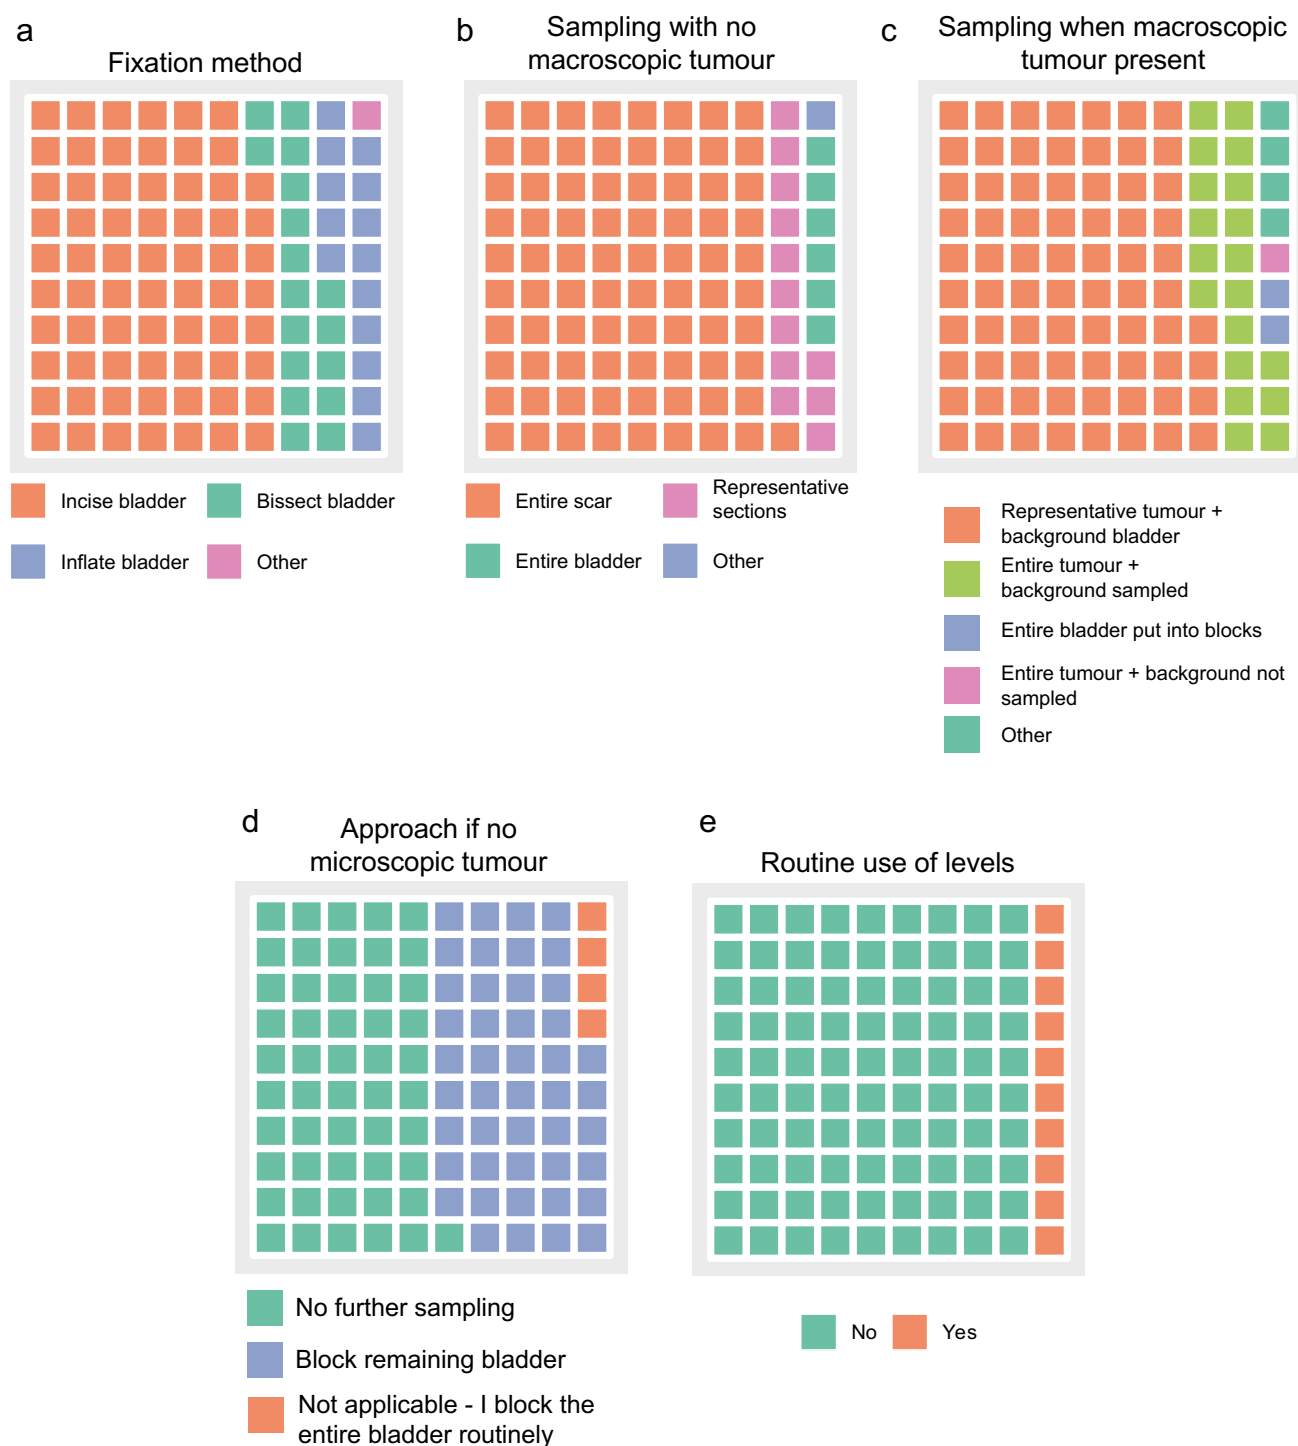 a
Fixation method
Incise bladder
Bissect bladder
Inflate bladder
Other
b
Sampling with no
macroscopic tumour
Entire scar
Representative
sections
Entire bladder
Other
c
Sampling when macroscopic
tumour present
Representative tumour +
background bladder
Entire tumour +
background sampled
Entire bladder put into blocks
Entire tumour + background not
sampled
Other
d
Approach if no
microscopic tumour
No further sampling
Block remaining bladder
Not applicable - I block the
entire bladder routinely
e
Routine use of levels
No
Yes